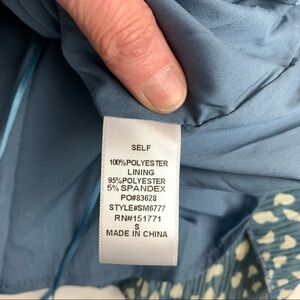 SELF
100%POLYESTER
LINING
95%POLYESTER
5% SPANDEX
PO#83628
STYLE#SM6777
RN#151771
S
MADE IN CHINA